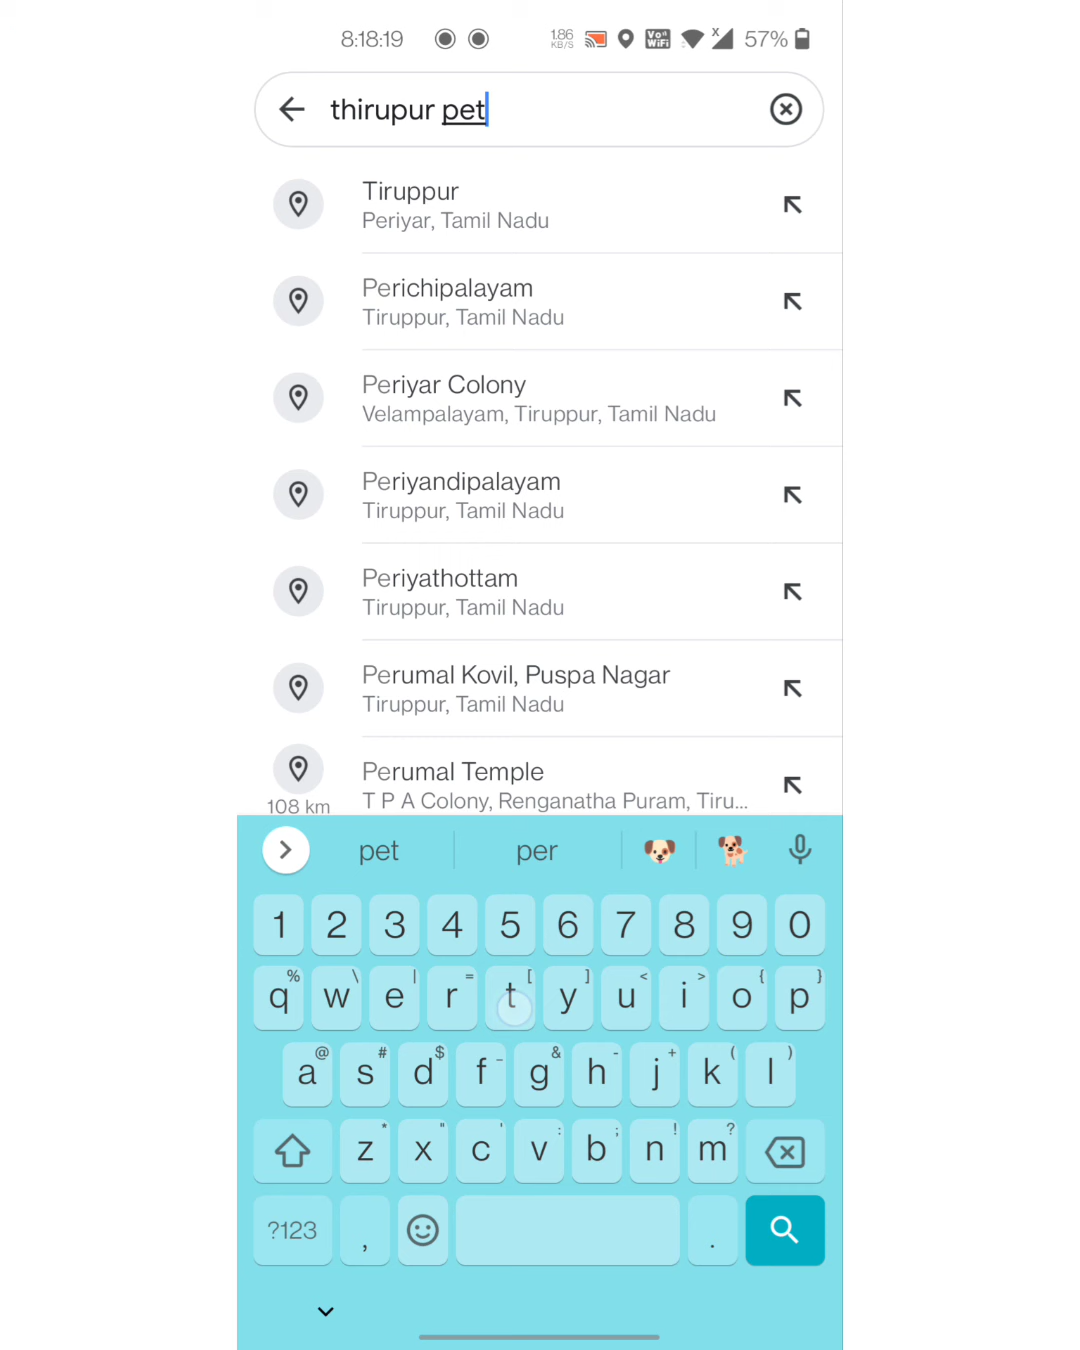 8:18:19 1.86 KB/S Vo WiFi x 57%
thirupur pet
Tiruppur
Periyar, Tamil Nadu
Perichipalayam
Tiruppur, Tamil Nadu
Periyar Colony
Velampalayam, Tiruppur, Tamil Nadu
Periyandipalayam
Tiruppur, Tamil Nadu
Periyathottam
Tiruppur, Tamil Nadu
Perumal Kovil, Puspa Nagar
Tiruppur, Tamil Nadu
Perumal Temple
108 km T P A Colony, Renganatha Puram, Tiru...
pet per
1 2 3 4 5 6 7 8 9 0
% \ | = [ ] < > { }
q w e r t y u i o p
@ # $ _ & - + ( )
a s d f g h j k l
* " ' : ; ! ?
z x c v b n m
?123 , .